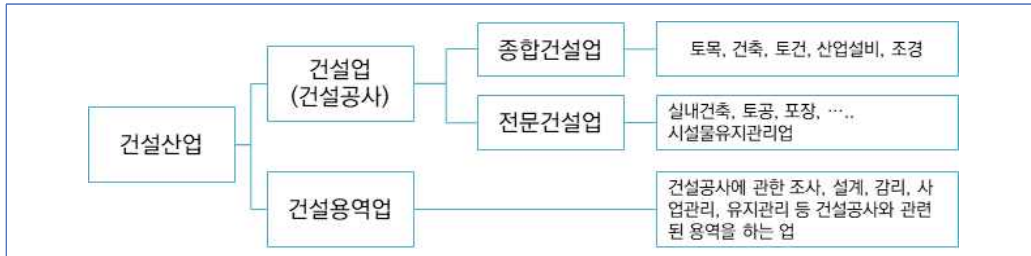 건설산업
건설업
(건설공사)
종합건설업
토목, 건축, 토건, 산업설비, 조경
전문건설업
실내건축, 토공, 포장, …..
시설물유지관리업
건설용역업
건설공사에 관한 조사, 설계, 감리, 사
업관리, 유지관리 등 건설공사와 관련
된 용역을 하는 업